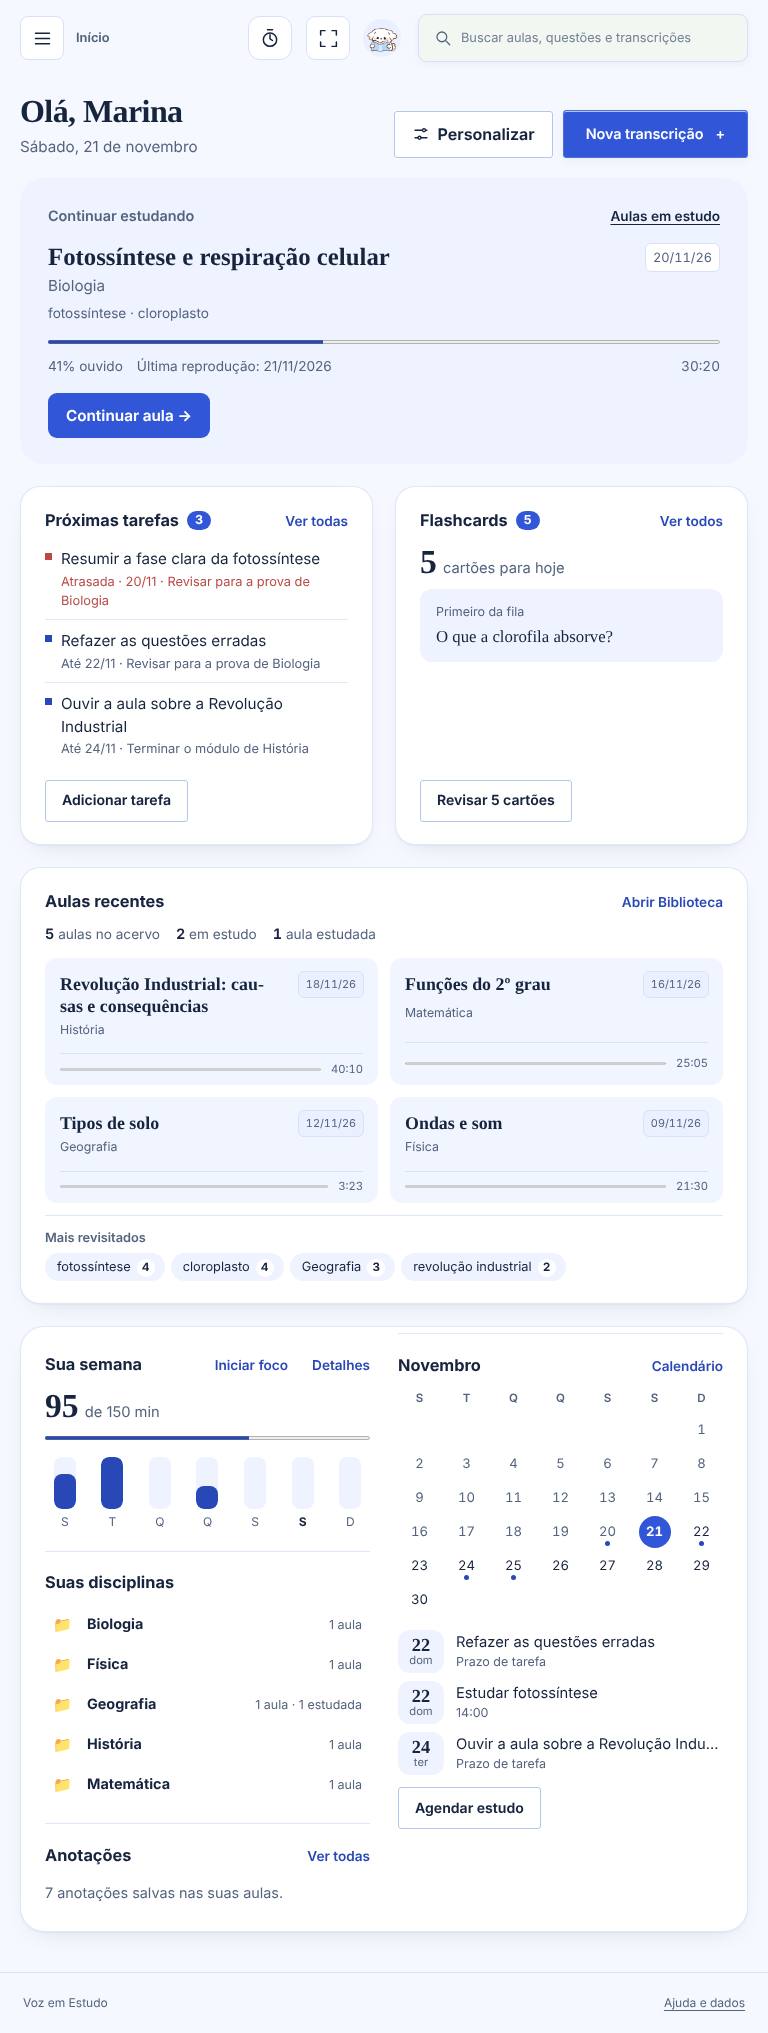 Início
Buscar aulas, questões e transcrições
Olá, Marina
Sábado, 21 de novembro
Personalizar
Nova transcrição +
Continuar estudando
Aulas em estudo
Fotossíntese e respiração celular
20/11/26
Biologia
fotossíntese · cloroplasto
41% ouvido Última reprodução: 21/11/2026
30:20
Continuar aula →
Próximas tarefas 3
Ver todas
Resumir a fase clara da fotossíntese
Atrasada · 20/11 · Revisar para a prova de
Biologia
Refazer as questões erradas
Até 22/11 · Revisar para a prova de Biologia
Ouvir a aula sobre a Revolução
Industrial
Até 24/11 · Terminar o módulo de História
Adicionar tarefa
Flashcards 5
Ver todos
5 cartões para hoje
Primeiro da fila
O que a clorofila absorve?
Revisar 5 cartões
Aulas recentes
Abrir Biblioteca
5 aulas no acervo 2 em estudo 1 aula estudada
Revolução Industrial: cau-
sas e consequências
18/11/26
História
40:10
Funções do 2º grau
16/11/26
Matemática
25:05
Tipos de solo
12/11/26
Geografia
3:23
Ondas e som
09/11/26
Física
21:30
Mais revisitados
fotossíntese 4 cloroplasto 4 Geografia 3 revolução industrial 2
Sua semana
Iniciar foco
Detalhes
95 de 150 min
S T Q Q S S D
Suas disciplinas
Biologia 1 aula
Física 1 aula
Geografia 1 aula · 1 estudada
História 1 aula
Matemática 1 aula
Anotações
Ver todas
7 anotações salvas nas suas aulas.
Novembro
Calendário
S T Q Q S S D
1
2 3 4 5 6 7 8
9 10 11 12 13 14 15
16 17 18 19 20 21 22
23 24 25 26 27 28 29
30
22
dom
Refazer as questões erradas
Prazo de tarefa
22
dom
Estudar fotossíntese
14:00
24
ter
Ouvir a aula sobre a Revolução Indu...
Prazo de tarefa
Agendar estudo
Voz em Estudo
Ajuda e dados